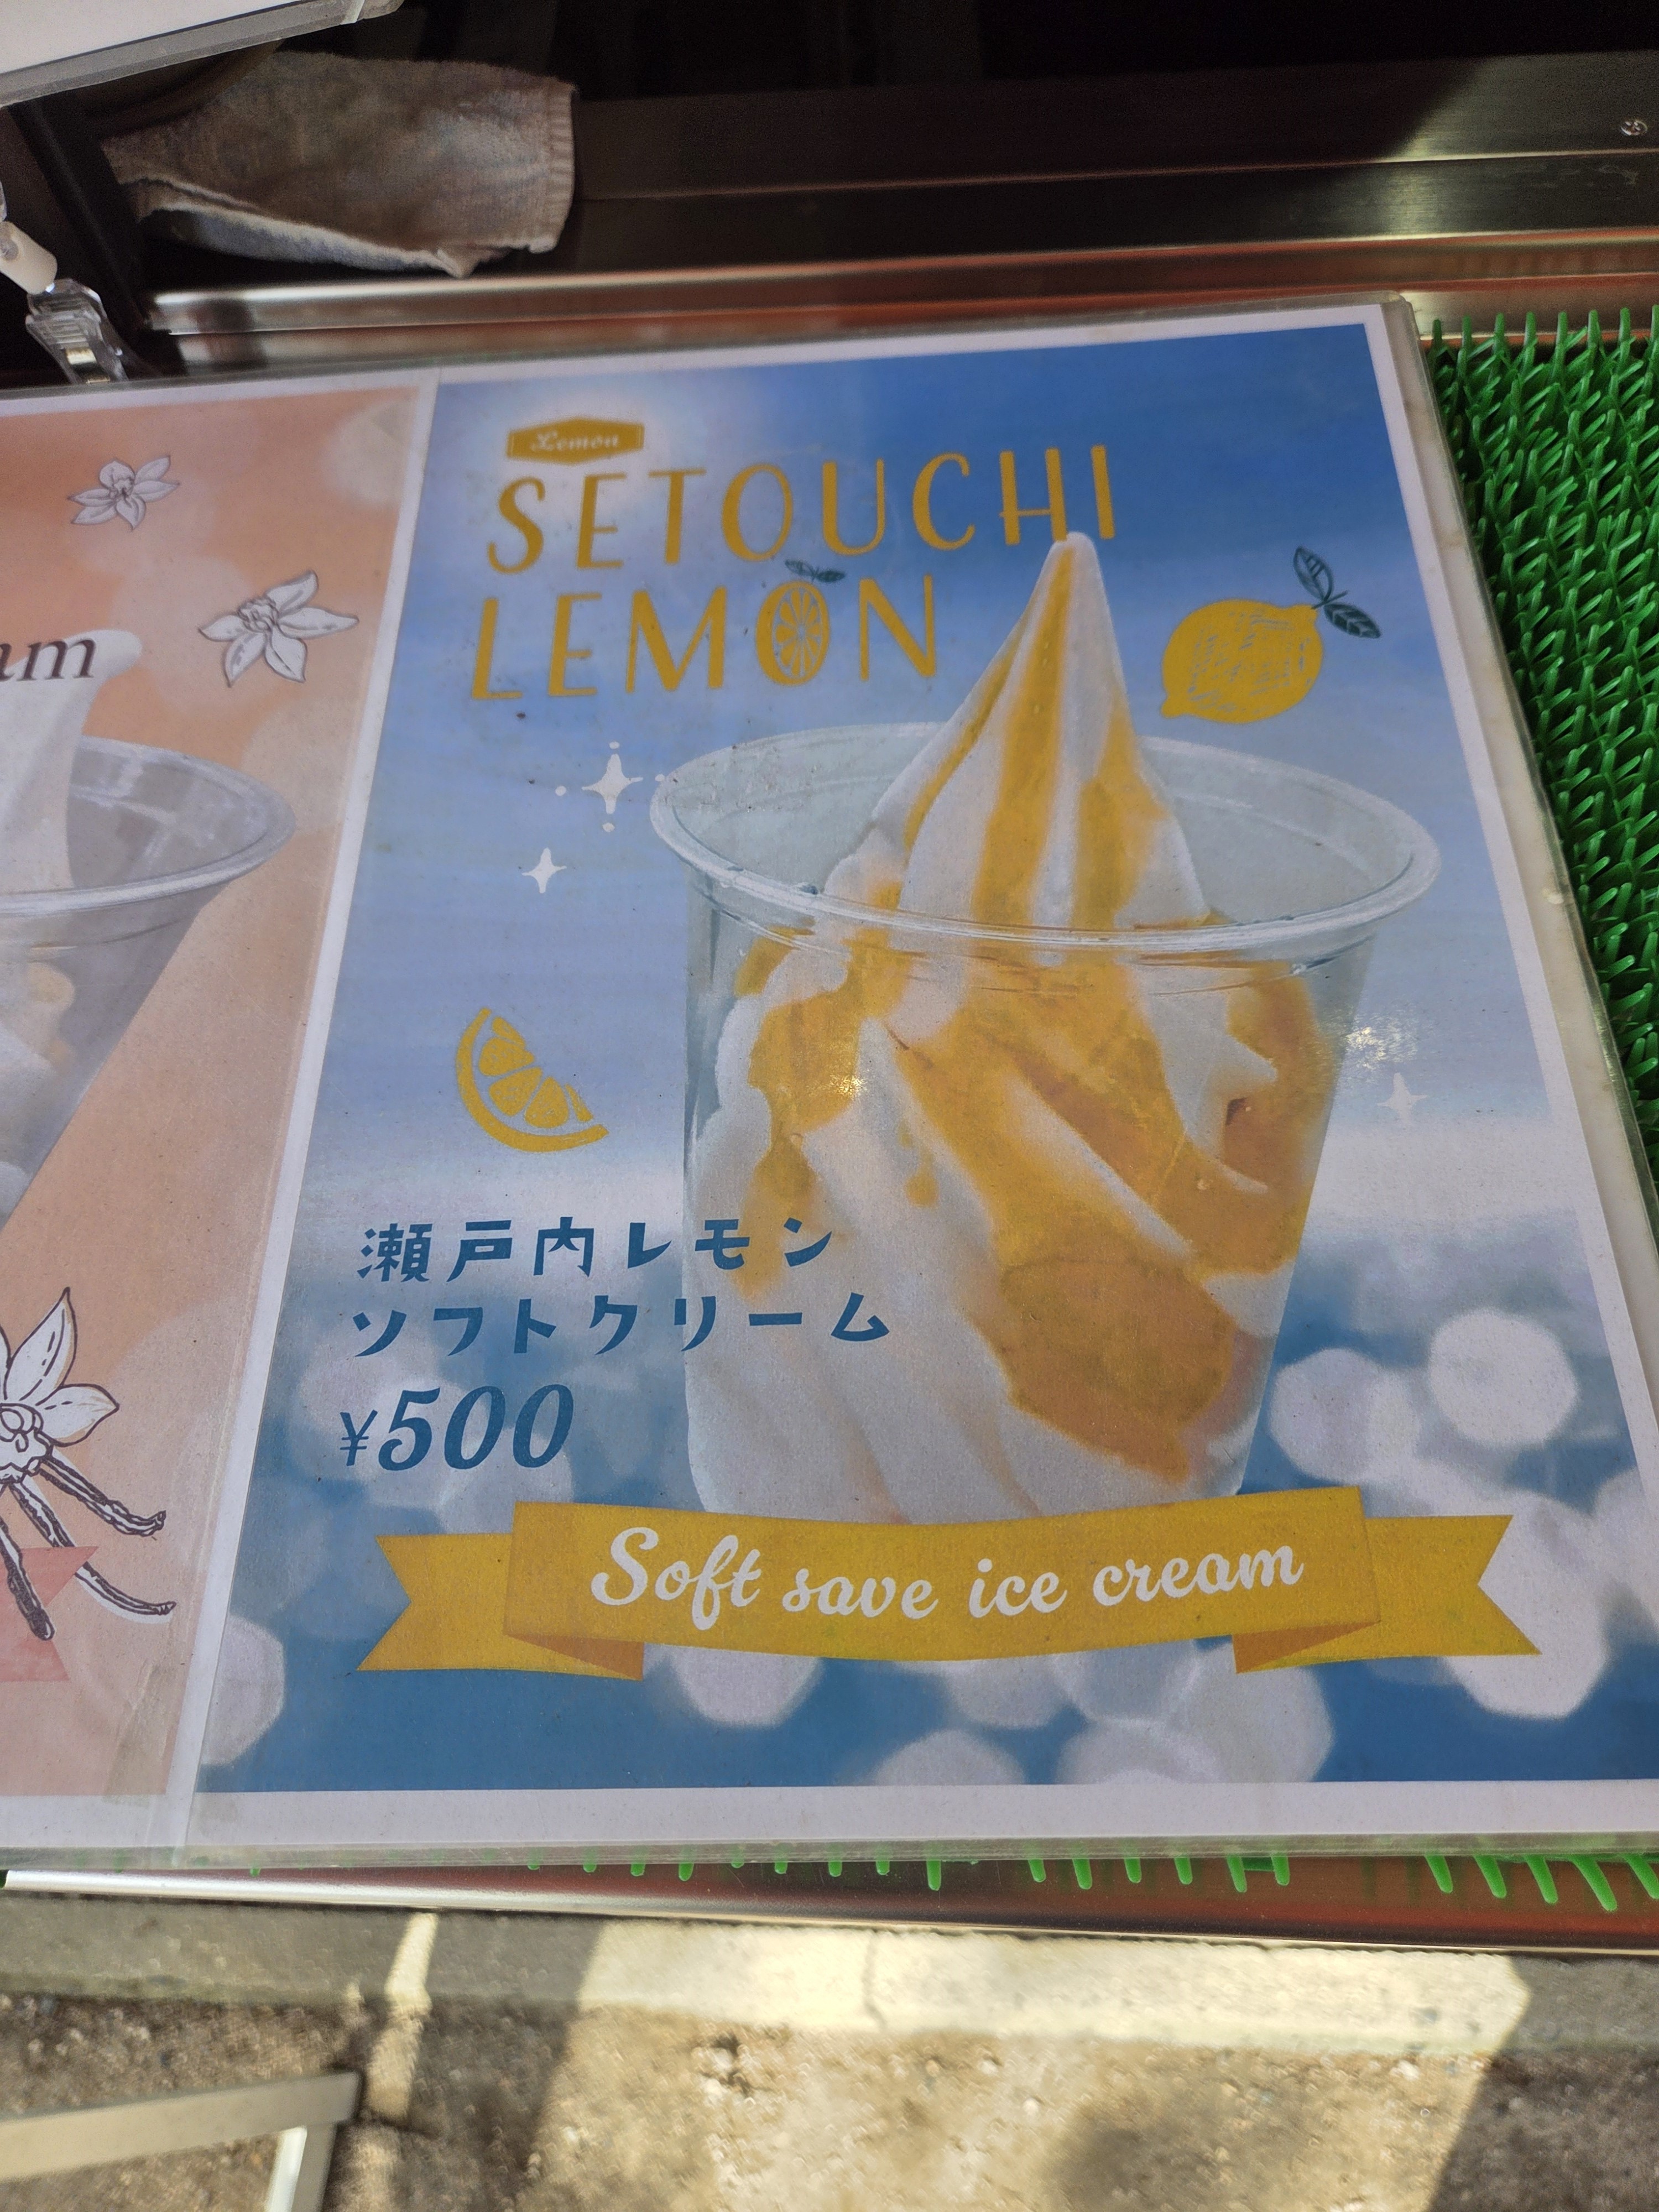 Lemon
SETOUCHI
LEMON
瀬戸内レモン
ソフトクリーム
¥500
Soft save ice cream